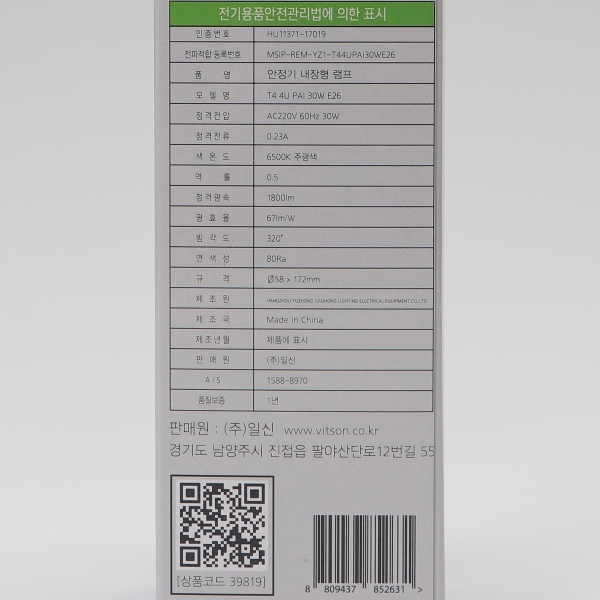 전기용품안전관리법에 의한 표시
인증번호 HU11371-17019
전파적합 등록번호 MSIP-REM-YZ1-T44UPAI30WE26
품 명 안정기 내장형 램프
모 델 명 T4 4U PAI 30W E26
정격전압 AC220V 60Hz 30W
정격전류 0.23A
색 온 도 6500K 주광색
역 률 0.5
정격광속 1800lm
광 효 율 67lm/W
빔 각 도 320˚
연 색 성 80Ra
규 격 Ø58 x 172mm
제 조 원 HANGZHOU YUZHONG GAOHONG LIGHTING ELECTRICAL EQUIPMENT CO.,LTD
제 조 국 Made in China
제조년월 제품에 표시
판 매 원 (주)일신
A / S 1588-8970
품질보증 1년
판매원 : (주)일신 www.vitson.co.kr
경기도 남양주시 진접읍 팔야산단로12번길 55
[상품코드 39819]
8 809437 852631 >